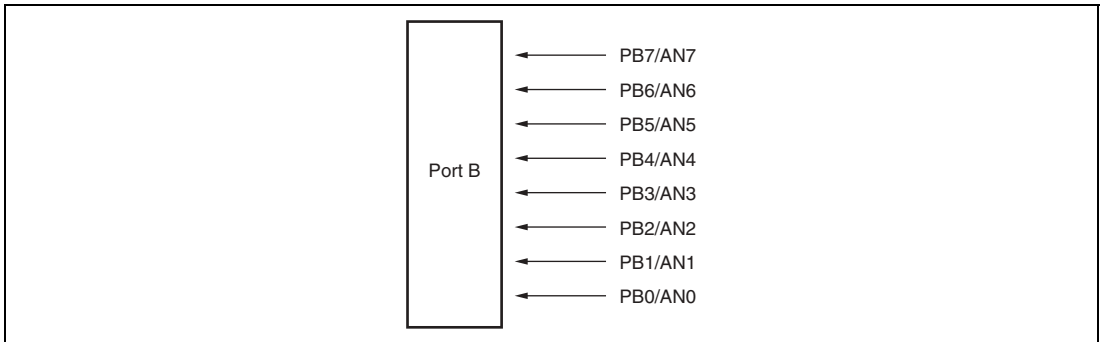 PB7/AN7
PB6/AN6
PB5/AN5
PB4/AN4
Port B
PB3/AN3
PB2/AN2
PB1/AN1
PB0/AN0